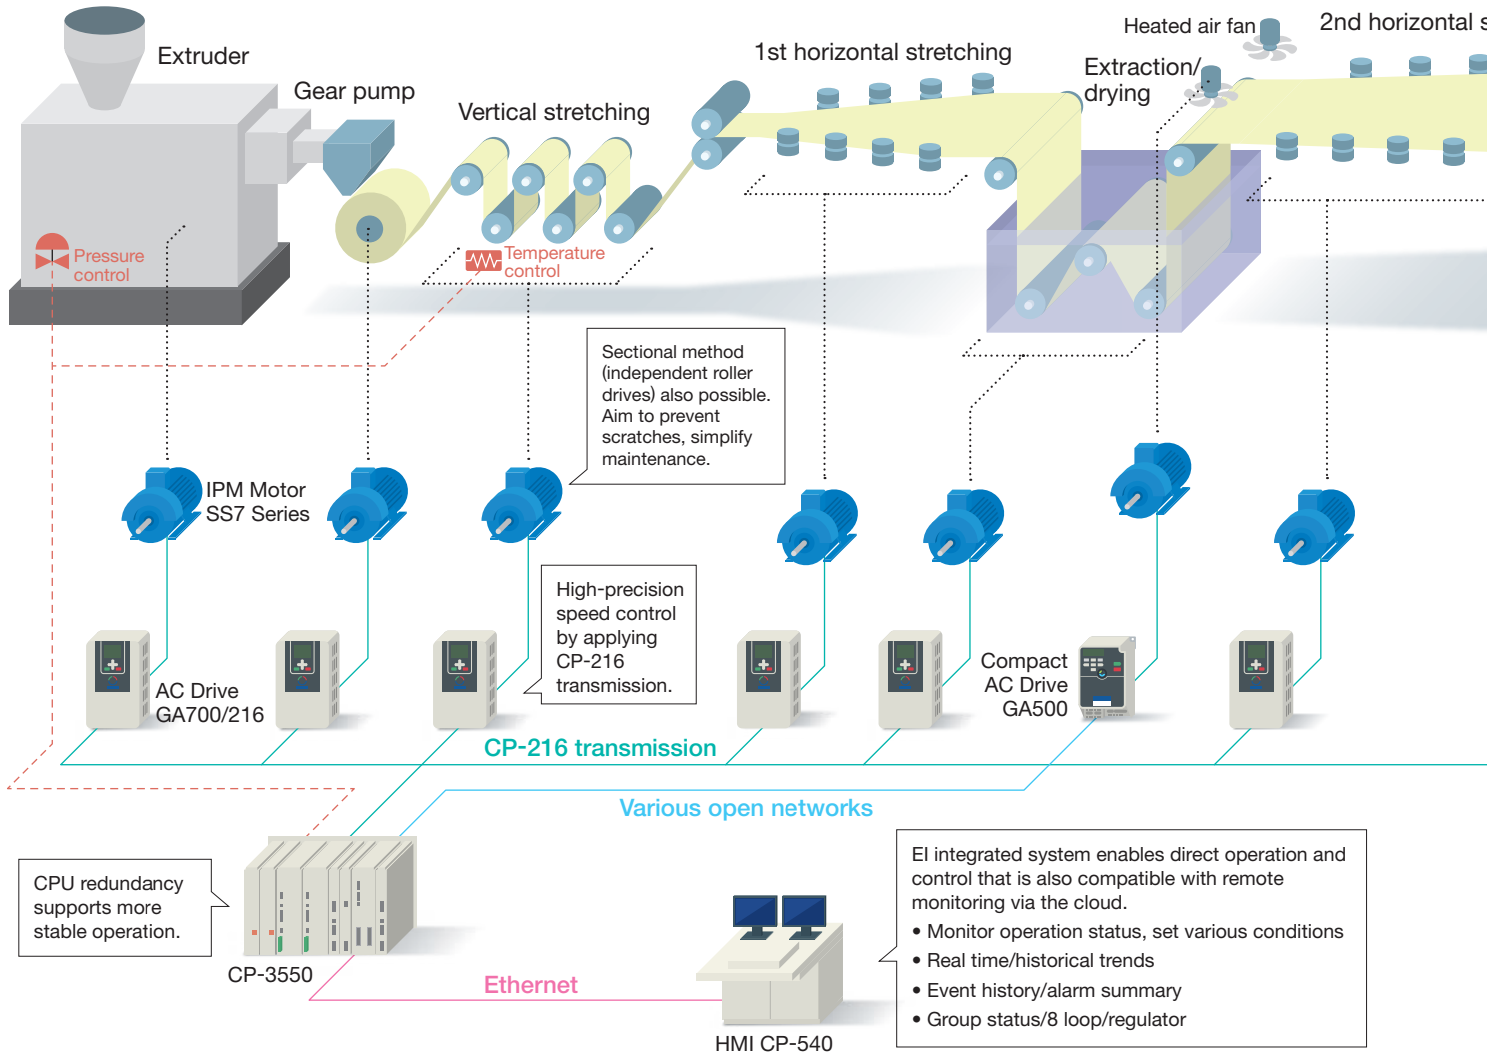 Extruder
Gear pump
Vertical stretching
1st horizontal stretching
Heated air fan
Extraction/
drying
2nd horizontal s
Pressure
control
Temperature
control
Sectional method
(independent roller
drives) also possible.
Aim to prevent
scratches, simplify
maintenance.
IPM Motor
SS7 Series
High-precision
speed control
by applying
CP-216
transmission.
AC Drive
GA700/216
Compact
AC Drive
GA500
CP-216 transmission
Various open networks
CPU redundancy
supports more
stable operation.
CP-3550
Ethernet
HMI CP-540
EI integrated system enables direct operation and
control that is also compatible with remote
monitoring via the cloud.
• Monitor operation status, set various conditions
• Real time/historical trends
• Event history/alarm summary
• Group status/8 loop/regulator